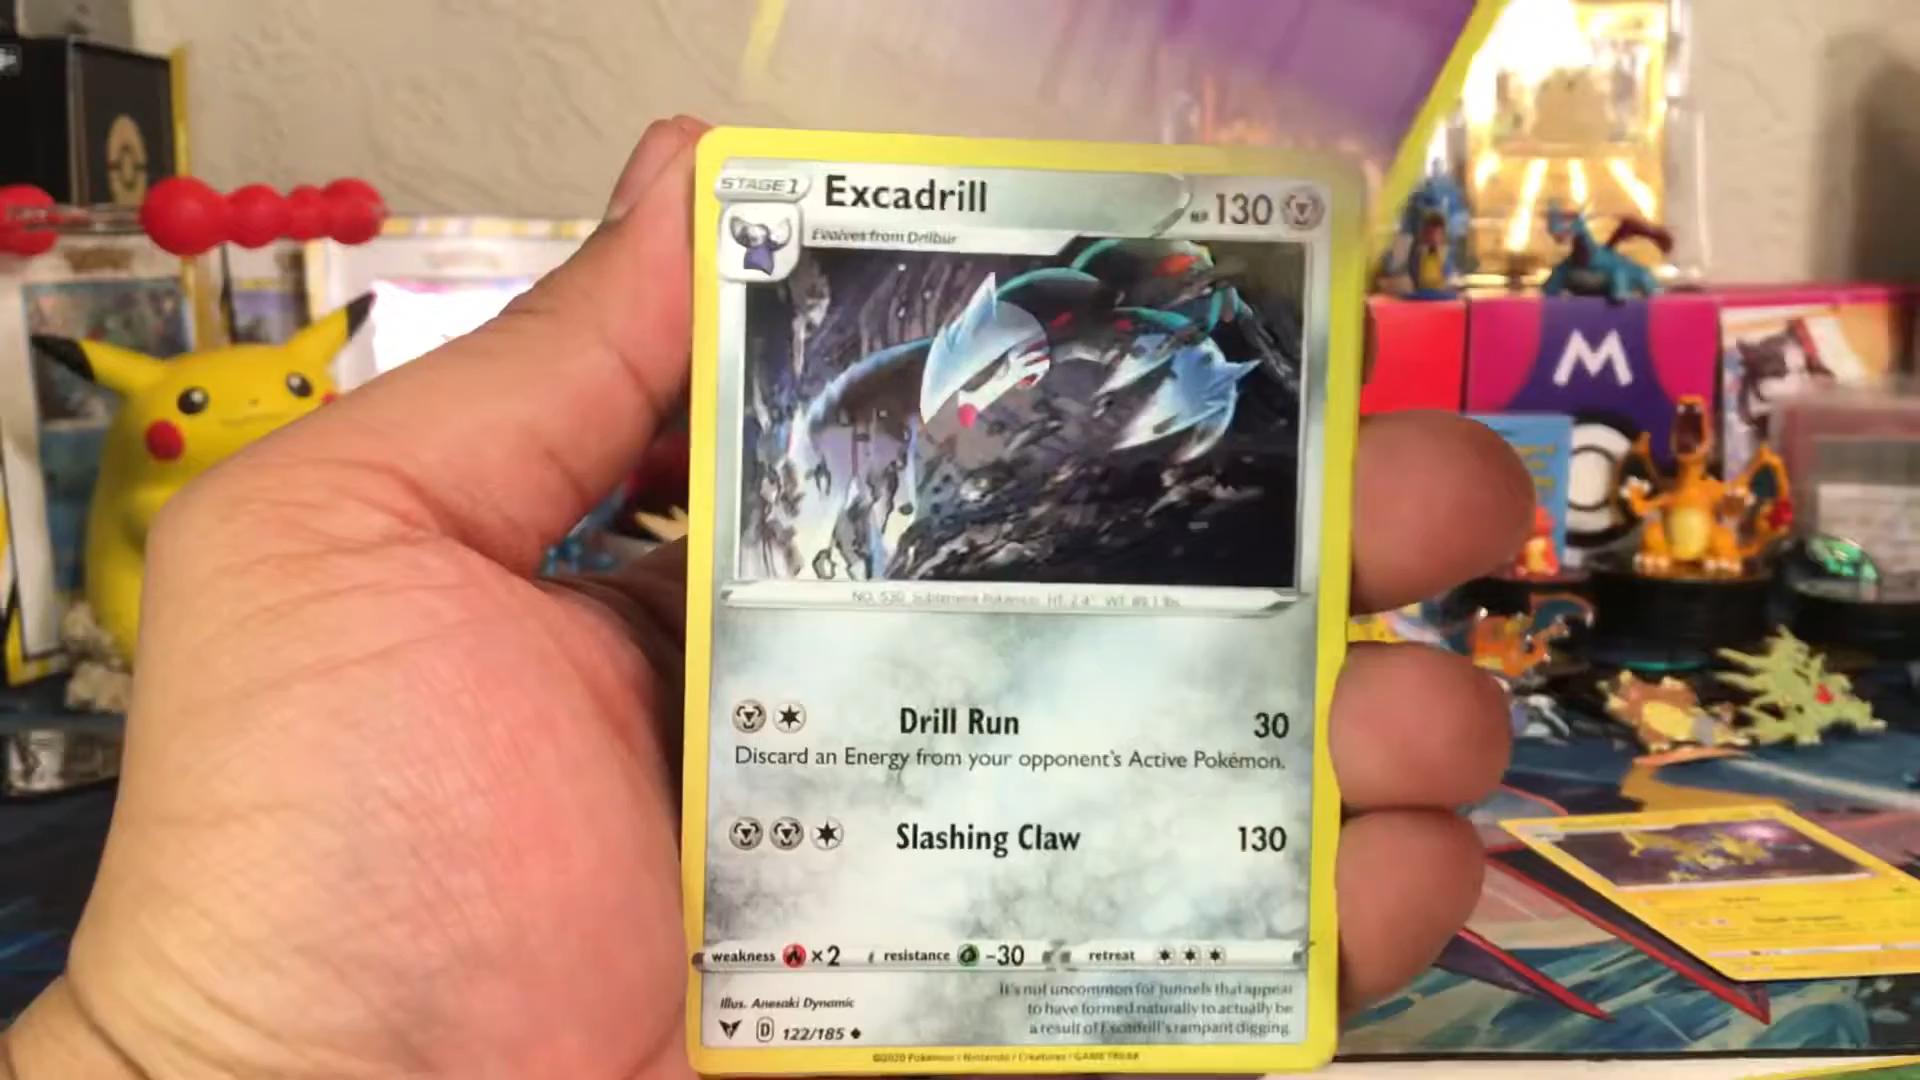 STAGE 1
Excadrill
HP 130
Evolves from Drilbur
NO. 530 Subterrene Pokémon HT: 2'4" WT: 89.1 lbs.
Drill Run 30
Discard an Energy from your opponent's Active Pokémon.
Slashing Claw 130
weakness ×2 resistance -30 retreat
Illus. Anesaki Dynamic
It's not uncommon for tunnels that appear
to have formed naturally to actually be
a result of Excadrill's rampant digging.
D 122/185
©2020 Pokémon / Nintendo / Creatures / GAME FREAK
M